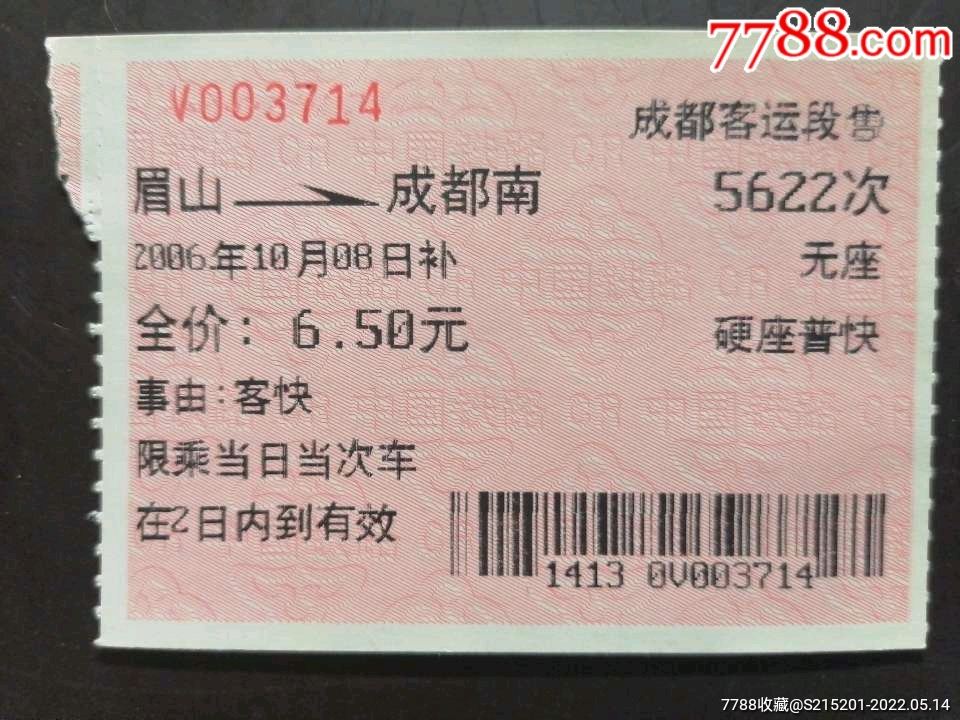 7788.com
V003714
成都客运段售
眉山 成都南 5622次
2006年10月08日补 无座
全价: 6.50元 硬座普快
事由:客快
限乘当日当次车
在2日内到有效
1413 0V003714
7788收藏@S215201-2022.05.14